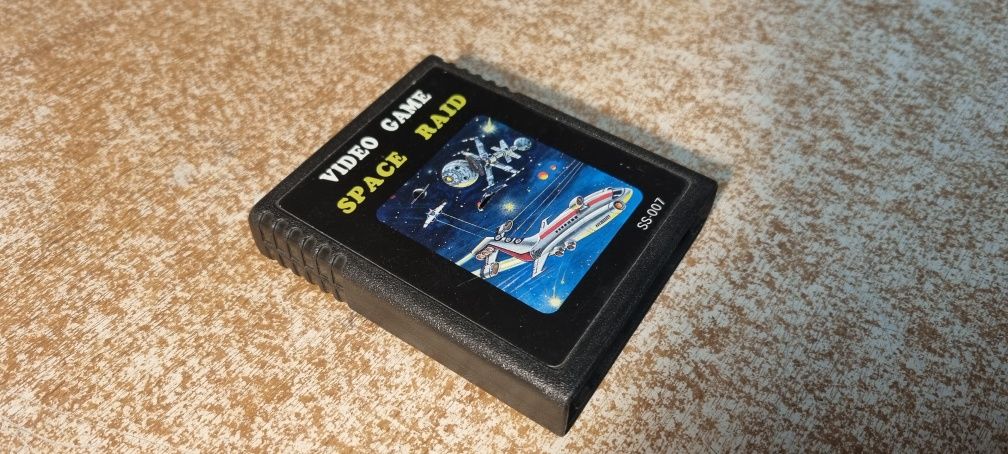 VIDEO GAME
SPACE RAID
SS-007